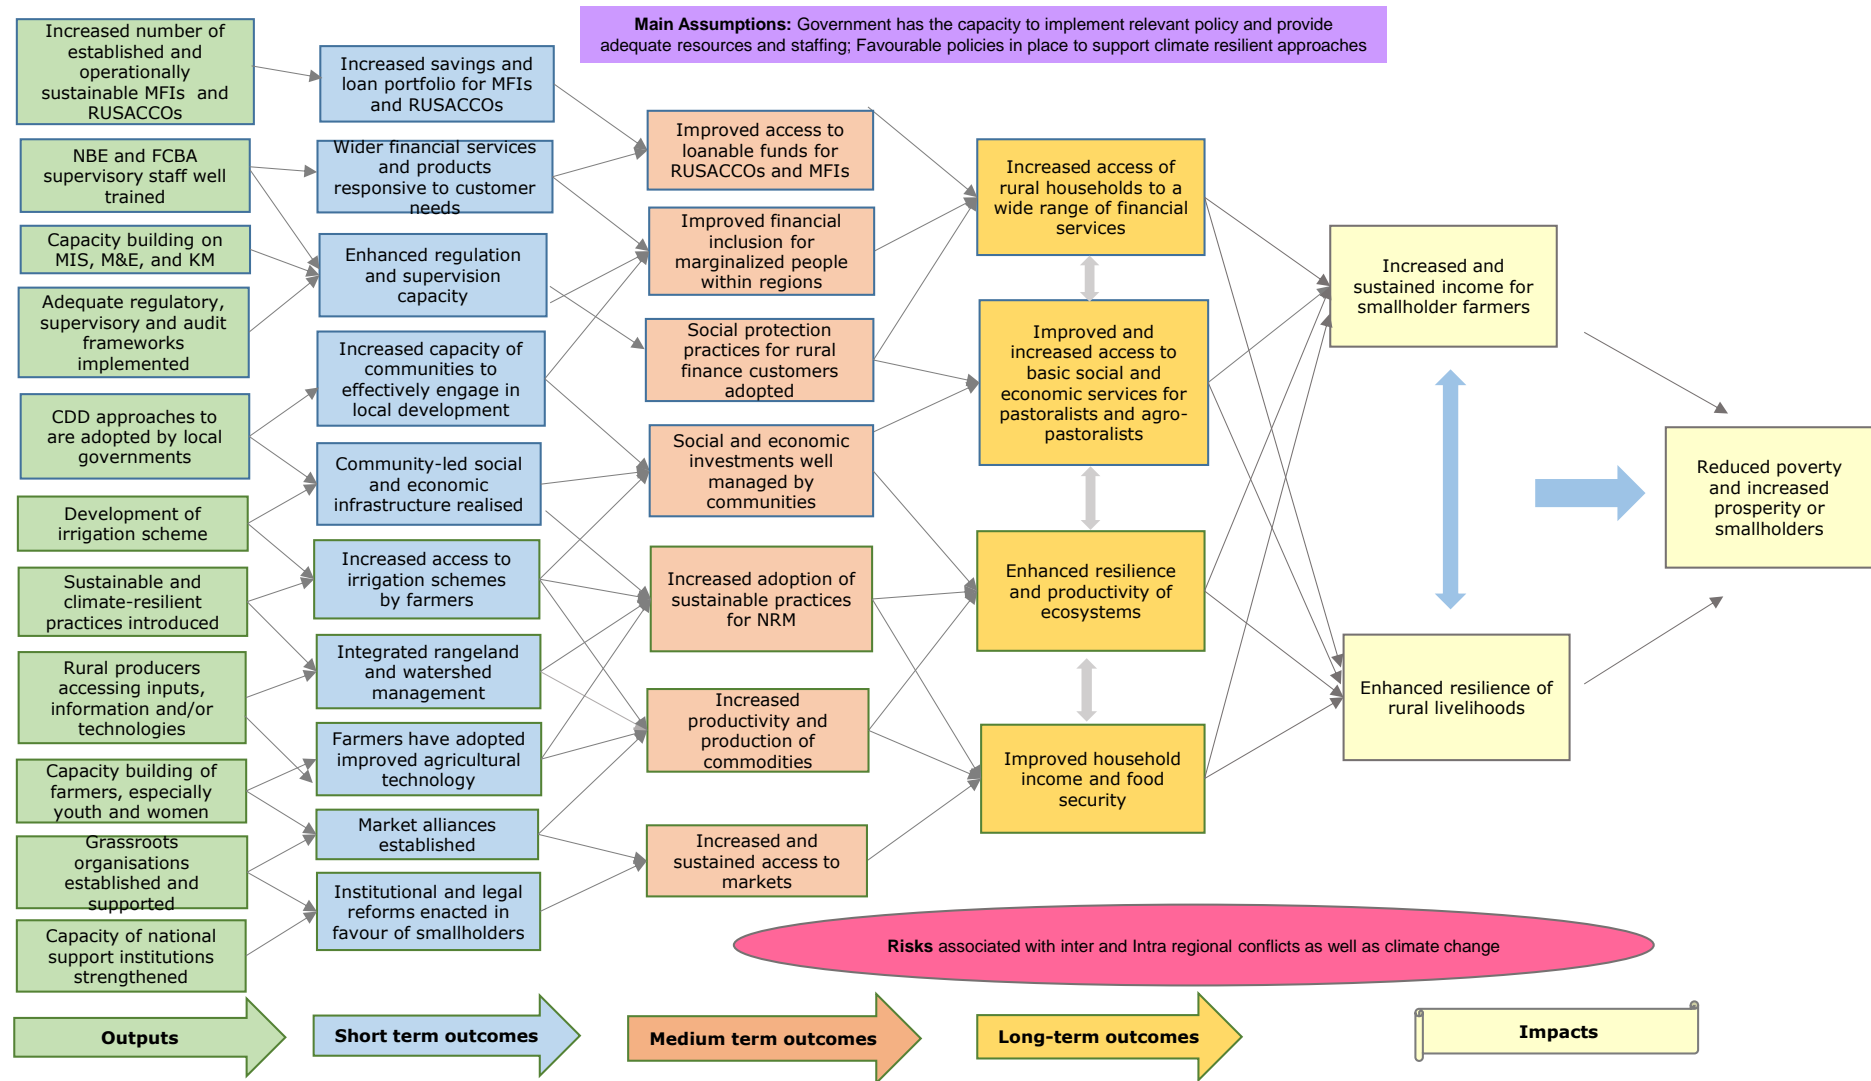 Main Assumptions: Government has the capacity to implement relevant policy and provide
adequate resources and staffing; Favourable policies in place to support climate resilient approaches
Increased number of
established and
operationally
sustainable MFIs and
RUSACCOs
NBE and FCBA
supervisory staff well
trained
Capacity building on
MIS, M&E, and KM
Adequate regulatory,
supervisory and audit
frameworks
implemented
CDD approaches to
are adopted by local
governments
Development of
irrigation scheme
Sustainable and
climate-resilient
practices introduced
Rural producers
accessing inputs,
information and/or
technologies
Capacity building of
farmers, especially
youth and women
Grassroots
organisations
established and
supported
Capacity of national
support institutions
strengthened
Increased savings and
loan portfolio for MFIs
and RUSACCOs
Wider financial services
and products
responsive to customer
needs
Enhanced regulation
and supervision
capacity
Increased capacity of
communities to
effectively engage in
local development
Community-led social
and economic
infrastructure realised
Increased access to
irrigation schemes
by farmers
Integrated rangeland
and watershed
management
Farmers have adopted
improved agricultural
technology
Market alliances
established
Institutional and legal
reforms enacted in
favour of smallholders
Improved access to
loanable funds for
RUSACCOs and MFIs
Improved financial
inclusion for
marginalized people
within regions
Social protection
practices for rural
finance customers
adopted
Social and economic
investments well
managed by
communities
Increased adoption of
sustainable practices
for NRM
Increased
productivity and
production of
commodities
Increased and
sustained access to
markets
Increased access of
rural households to a
wide range of financial
services
Improved and
increased access to
basic social and
economic services for
pastoralists and agro-
pastoralists
Enhanced resilience
and productivity of
ecosystems
Improved household
income and food
security
Increased and
sustained income for
smallholder farmers
Enhanced resilience of
rural livelihoods
Reduced poverty
and increased
prosperity or
smallholders
Risks associated with inter and Intra regional conflicts as well as climate change
Outputs
Short term outcomes
Medium term outcomes
Long-term outcomes
Impacts